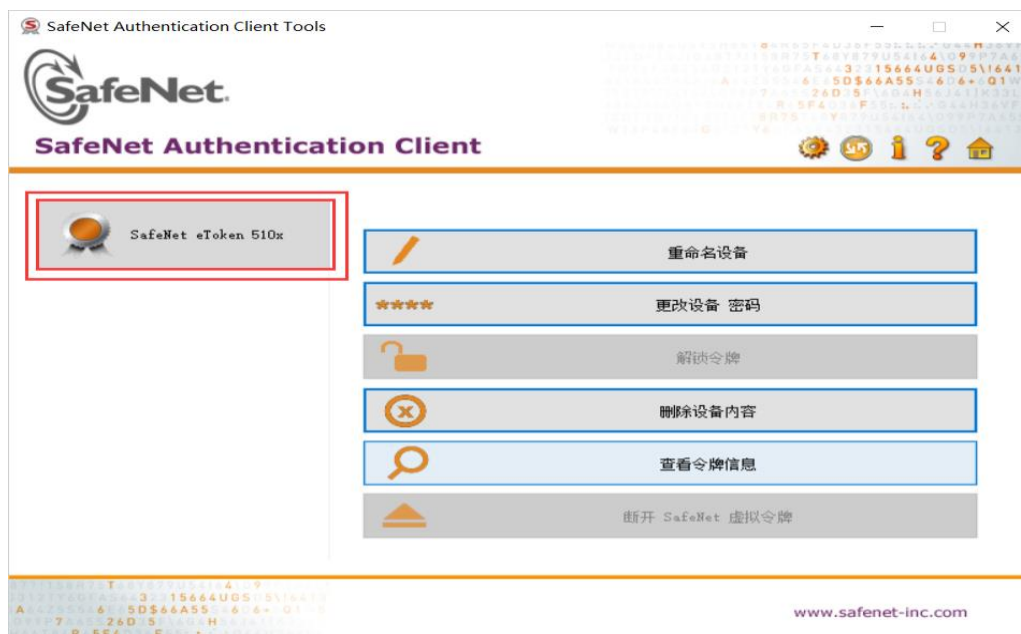 SafeNet Authentication Client Tools
SafeNet.
SafeNet Authentication Client
SafeNet eToken 510x
重命名设备
****
更改设备 密码
解锁令牌
删除设备内容
查看令牌信息
断开 SafeNet 虚拟令牌
www.safenet-inc.com